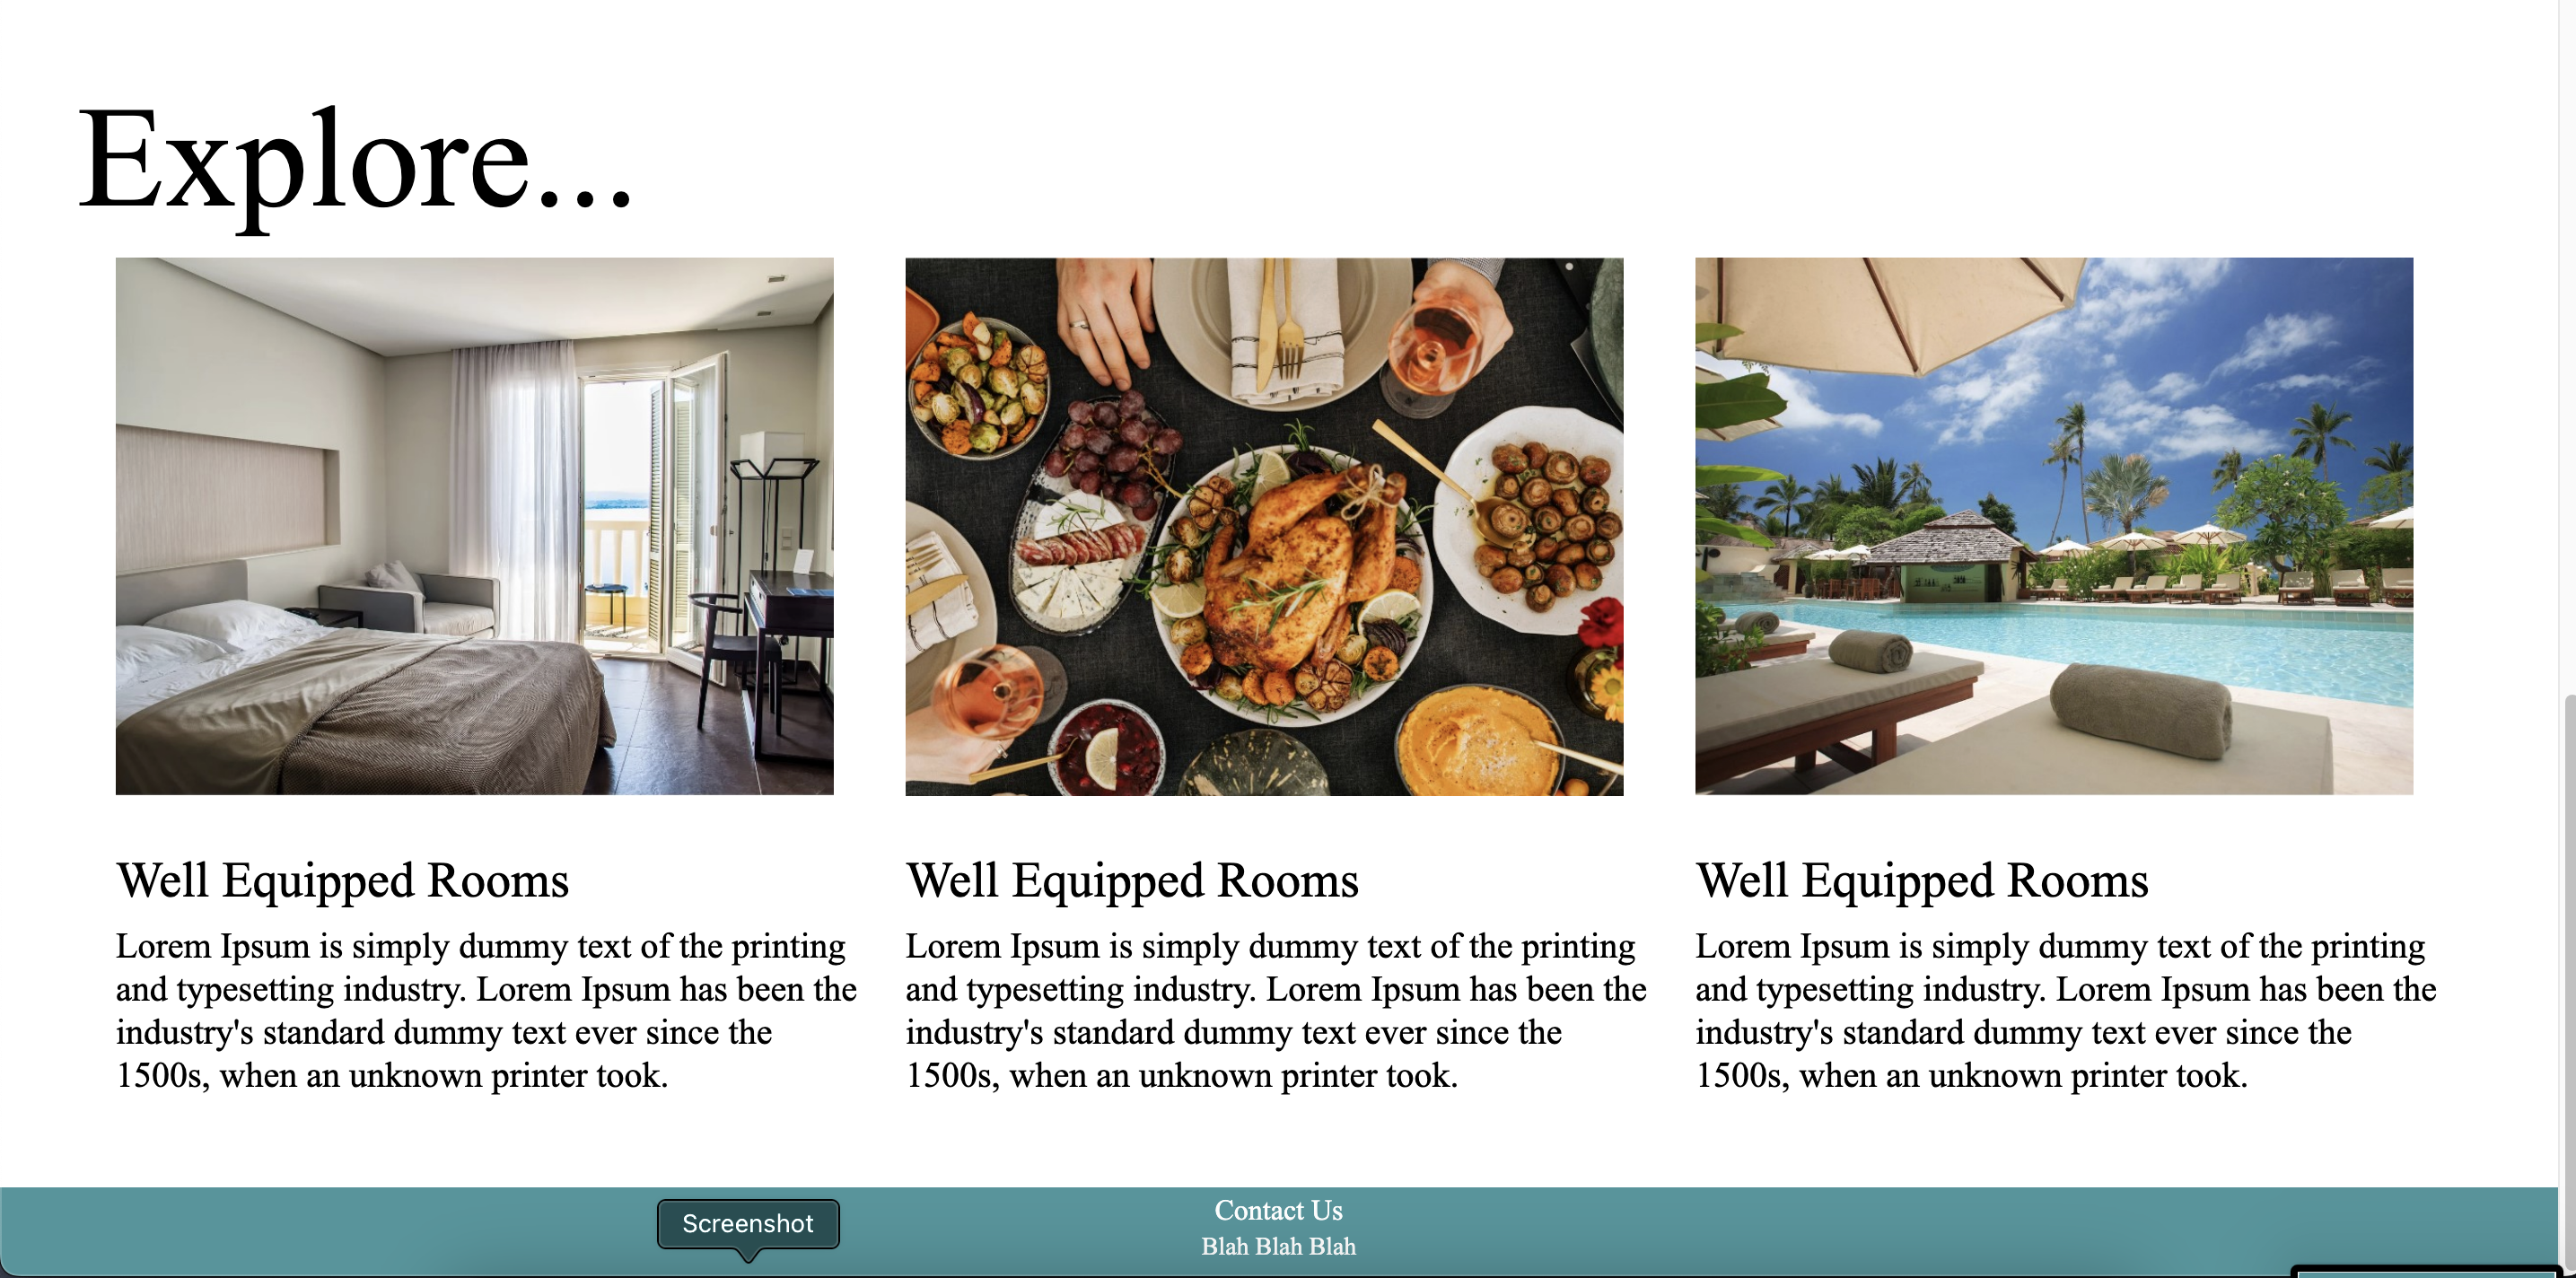 Explore...
Well Equipped Rooms
Lorem Ipsum is simply dummy text of the printing
and typesetting industry. Lorem Ipsum has been the
industry's standard dummy text ever since the
1500s, when an unknown printer took.
Well Equipped Rooms
Lorem Ipsum is simply dummy text of the printing
and typesetting industry. Lorem Ipsum has been the
industry's standard dummy text ever since the
1500s, when an unknown printer took.
Well Equipped Rooms
Lorem Ipsum is simply dummy text of the printing
and typesetting industry. Lorem Ipsum has been the
industry's standard dummy text ever since the
1500s, when an unknown printer took.
Contact Us
Blah Blah Blah
Screenshot